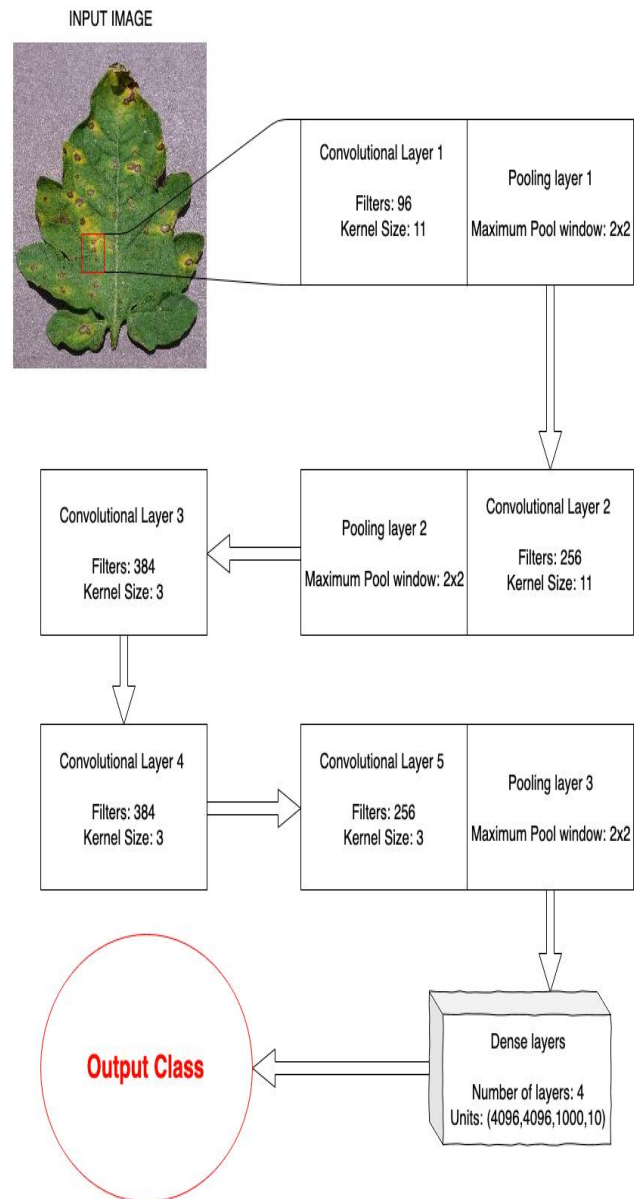 INPUT IMAGE
Convolutional Layer 1
Filters: 96
Kernel Size: 11
Pooling layer 1
Maximum Pool window: 2x2
Convolutional Layer 2
Filters: 256
Kernel Size: 11
Pooling layer 2
Maximum Pool window: 2x2
Convolutional Layer 3
Filters: 384
Kernel Size: 3
Convolutional Layer 4
Filters: 384
Kernel Size: 3
Convolutional Layer 5
Filters: 256
Kernel Size: 3
Pooling layer 3
Maximum Pool window: 2x2
Dense layers
Number of layers: 4
Units: (4096,4096,1000,10)
Output Class